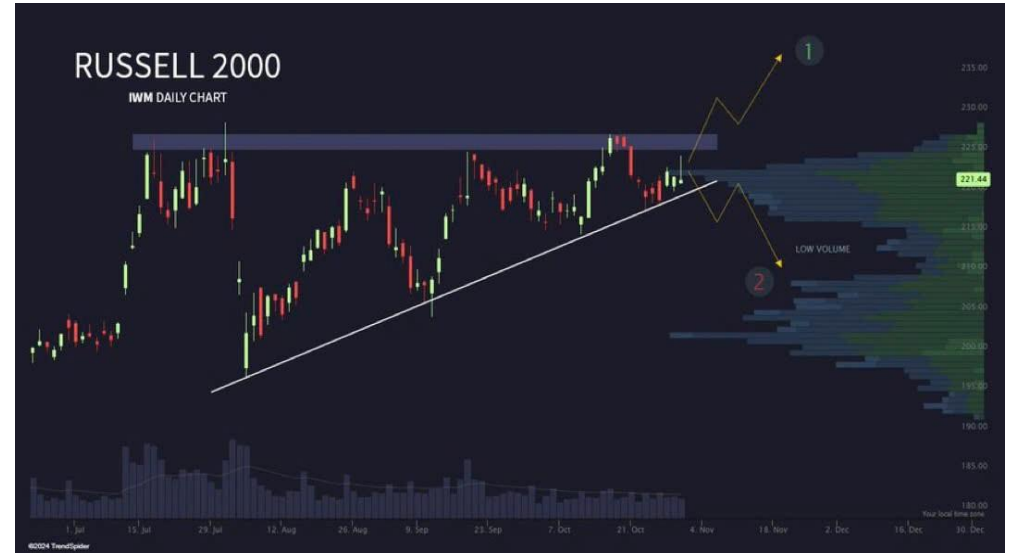 RUSSELL 2000
IWM DAILY CHART
1
235.00
230.00
225.00
221.44
220.00
215.00
LOW VOLUME
210.00
2
205.00
200.00
195.00
190.00
185.00
180.00
Your local time zone
1. Jul 15. Jul 29. Jul 12. Aug 26. Aug 9. Sep 23. Sep 7. Oct 21. Oct 4. Nov 18. Nov 2. Dec 16. Dec 30. Dec
©2024 TrendSpider